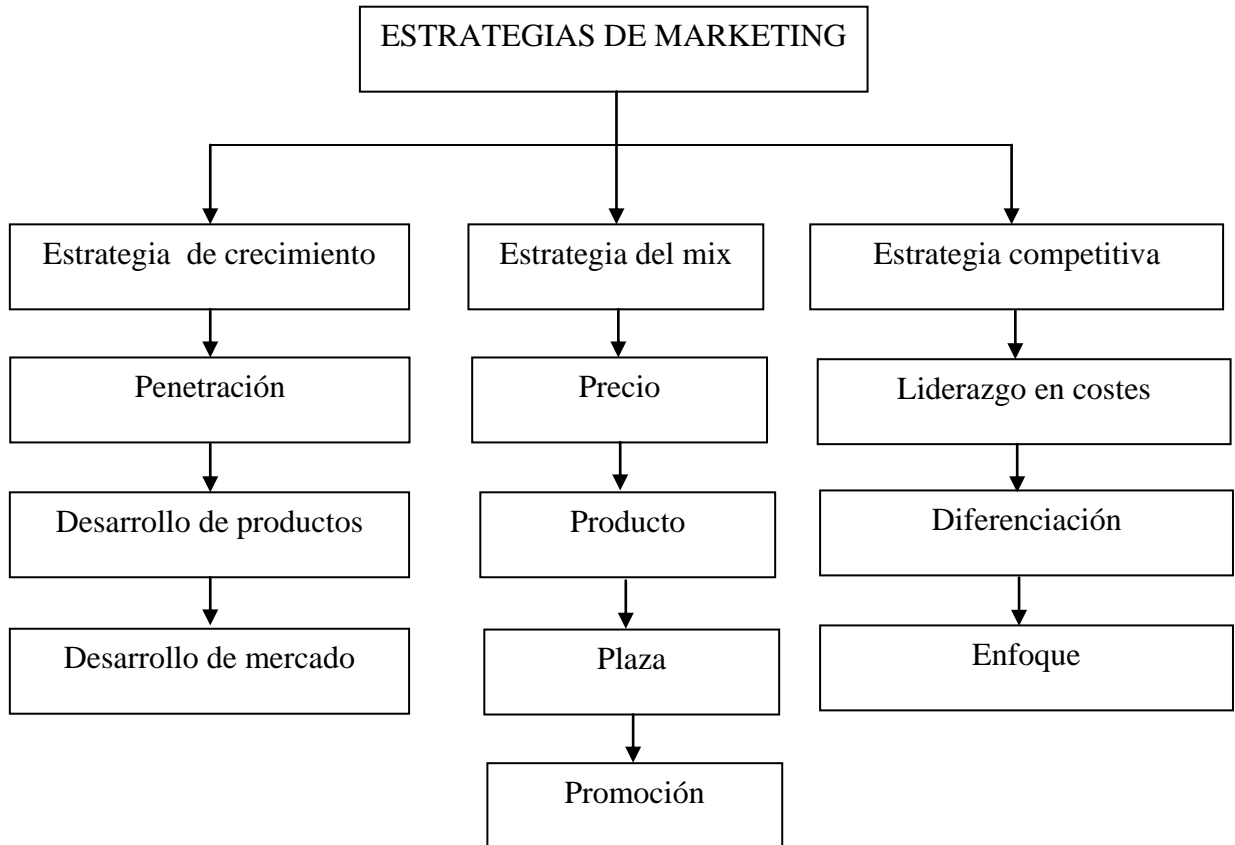 ESTRATEGIAS DE MARKETING
Estrategia  de crecimiento
Estrategia del mix
Estrategia competitiva
Penetración
Precio
Liderazgo en costes
Desarrollo de productos
Producto
Diferenciación
Desarrollo de mercado
Plaza
Enfoque
Promoción